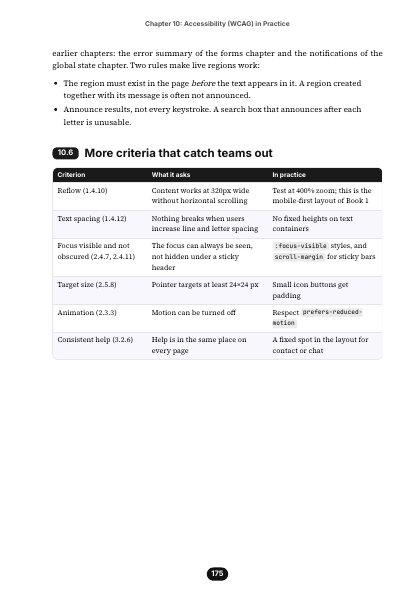 Chapter 10: Accessibility (WCAG) in Practice
earlier chapters: the error summary of the forms chapter and the notifications of the
global state chapter. Two rules make live regions work:
• The region must exist in the page before the text appears in it. A region created
together with its message is often not announced.
• Announce results, not every keystroke. A search box that announces after each
letter is unusable.
10.6 More criteria that catch teams out
Criterion What it asks In practice
Reflow (1.4.10) Content works at 320px wide Test at 400% zoom; this is the
without horizontal scrolling mobile-first layout of Book 1
Text spacing (1.4.12) Nothing breaks when users No fixed heights on text
increase line and letter spacing containers
Focus visible and not The focus can always be seen, :focus-visible styles, and
obscured (2.4.7, 2.4.11) not hidden under a sticky scroll-margin for sticky bars
header
Target size (2.5.8) Pointer targets at least 24×24 px Small icon buttons get
padding
Animation (2.3.3) Motion can be turned off Respect prefers-reduced-
motion
Consistent help (3.2.6) Help is in the same place on A fixed spot in the layout for
every page contact or chat
175